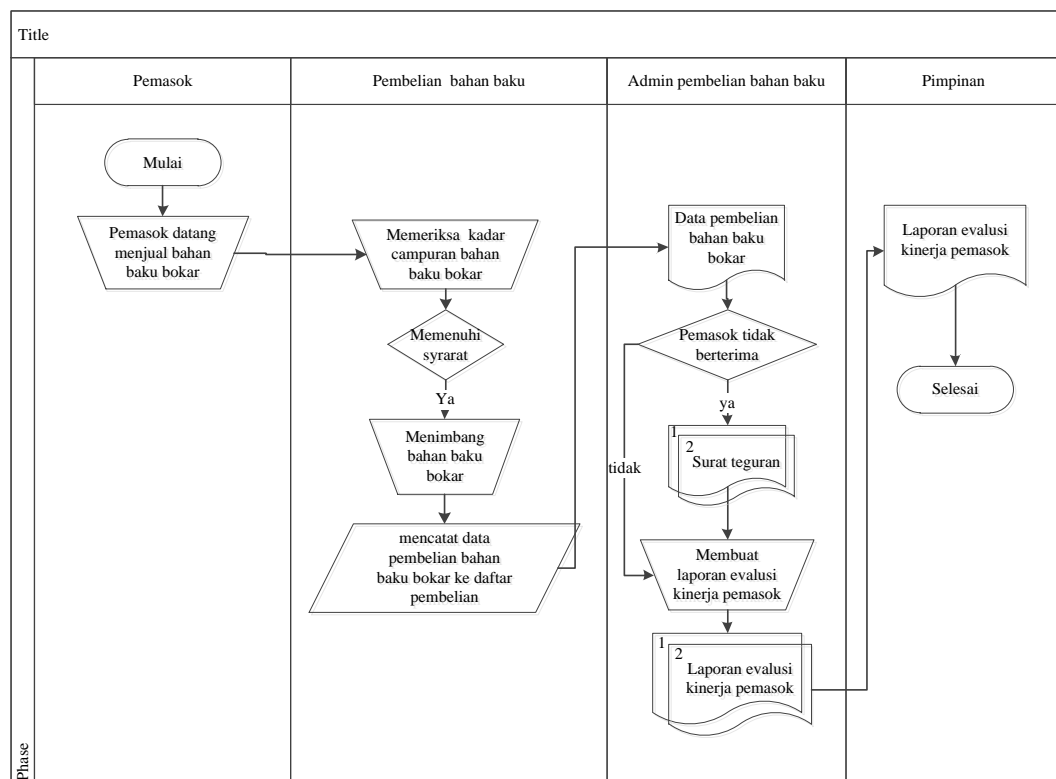 Title
Pemasok
Pembelian bahan baku
Admin pembelian bahan baku
Pimpinan
Mulai
Pemasok datang
menjual bahan
baku bokar
Memeriksa kadar
campuran bahan
baku bokar
Memenuhi
syrarat
Ya
Menimbang
bahan baku
bokar
mencatat data
pembelian bahan
baku bokar ke daftar
pembelian
Data pembelian
bahan baku
bokar
Pemasok tidak
berterima
ya
tidak
1
2
Surat teguran
Membuat
laporan evalusi
kinerja pemasok
1
2
Laporan evalusi
kinerja pemasok
Laporan evalusi
kinerja pemasok
Selesai
Phase